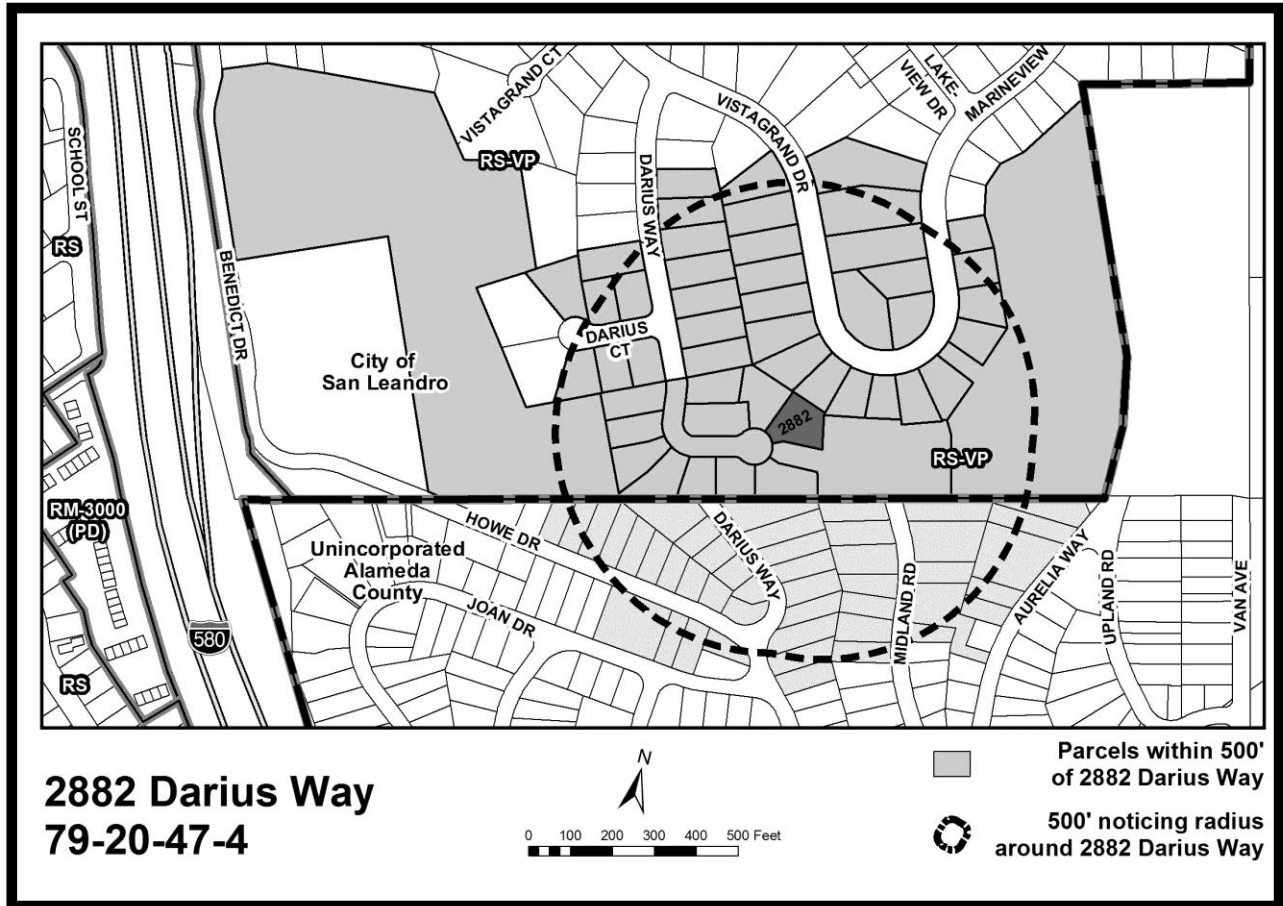 VISTAGRAND CT
LAKE-
VIEW DR
MARINEVIEW
VISTAGRAND DR
SCHOOL ST
RS-VP
DARIUS WAY
RS
BENEDICT DR
DARIUS
CT
City of
San Leandro
2882
RS-VP
RM-3000
(PD)
HOWE DR
DARIUS WAY
Unincorporated
Alameda
County
JOAN DR
MIDLAND RD
AURELIA WAY
UPLAND RD
VAN AVE
580
RS
2882 Darius Way
79-20-47-4
N
0 100 200 300 400 500 Feet
Parcels within 500'
of 2882 Darius Way
500' noticing radius
around 2882 Darius Way